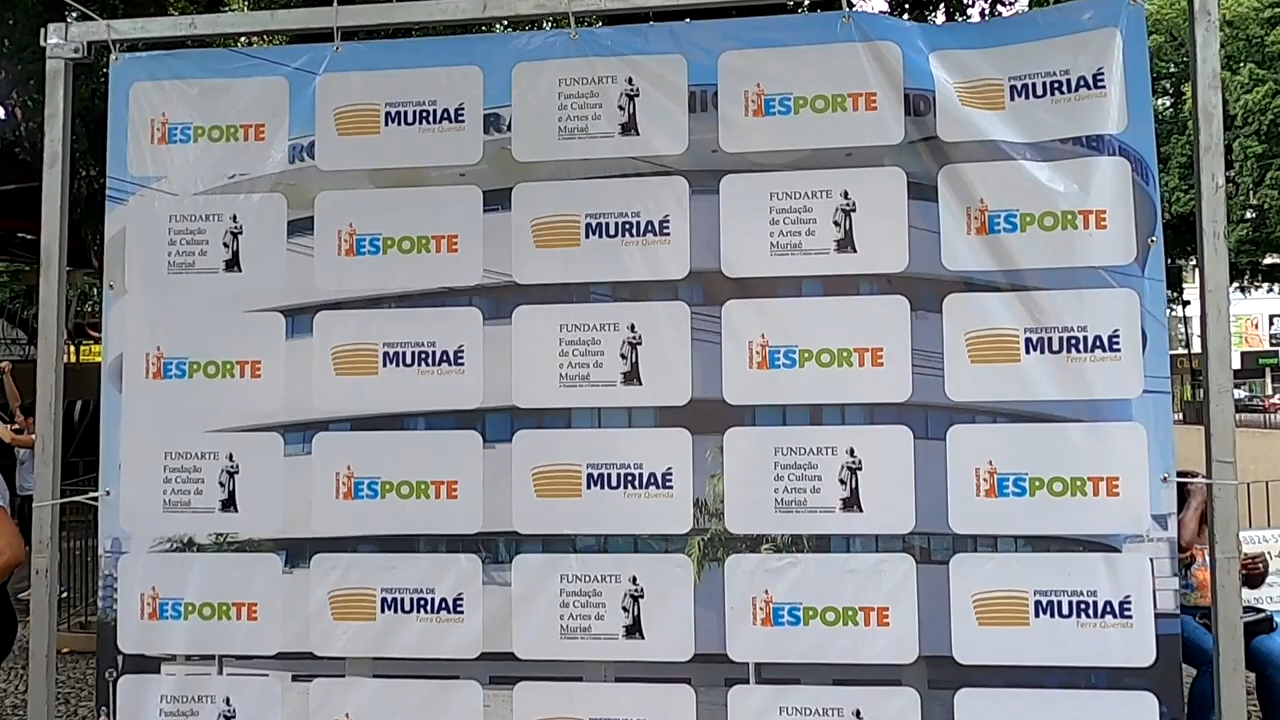 ESPORTE
PREFEITURA DE
MURIAÉ
Terra Querida
FUNDARTE
Fundação
de Cultura
e Artes de
Muriaé
FUNDARTE
ESPORTE
PREFEITURA DE
MURIAÉ
Terra Querida
FUNDARTE
Fundação
de Cultura
e Artes de
Muriaé
ESPORTE
PREFEITURA DE
MURIAÉ
Terra Querida
FUNDARTE
Fundação
de Cultura
e Artes de
Muriaé
FUNDARTE
ESPORTE
ESPORTE
PREFEITURA DE
MURIAÉ
Terra Querida
FUNDARTE
Fundação
de Cultura
e Artes de
Muriaé
FUNDARTE
ESPORTE
PREFEITURA DE
MURIAÉ
Terra Querida
FUNDARTE
Fundação
de Cultura
e Artes de
Muriaé
ESPORTE
PREFEITURA DE
MURIAÉ
Terra Querida
FUNDARTE
Fundação
de Cultura
e Artes de
Muriaé
FUNDARTE
ESPORTE
ESPORTE
PREFEITURA DE
MURIAÉ
Terra Querida
FUNDARTE
Fundação
de Cultura
e Artes de
Muriaé
FUNDARTE
ESPORTE
PREFEITURA DE
MURIAÉ
Terra Querida
FUNDARTE
Fundação
FUNDARTE